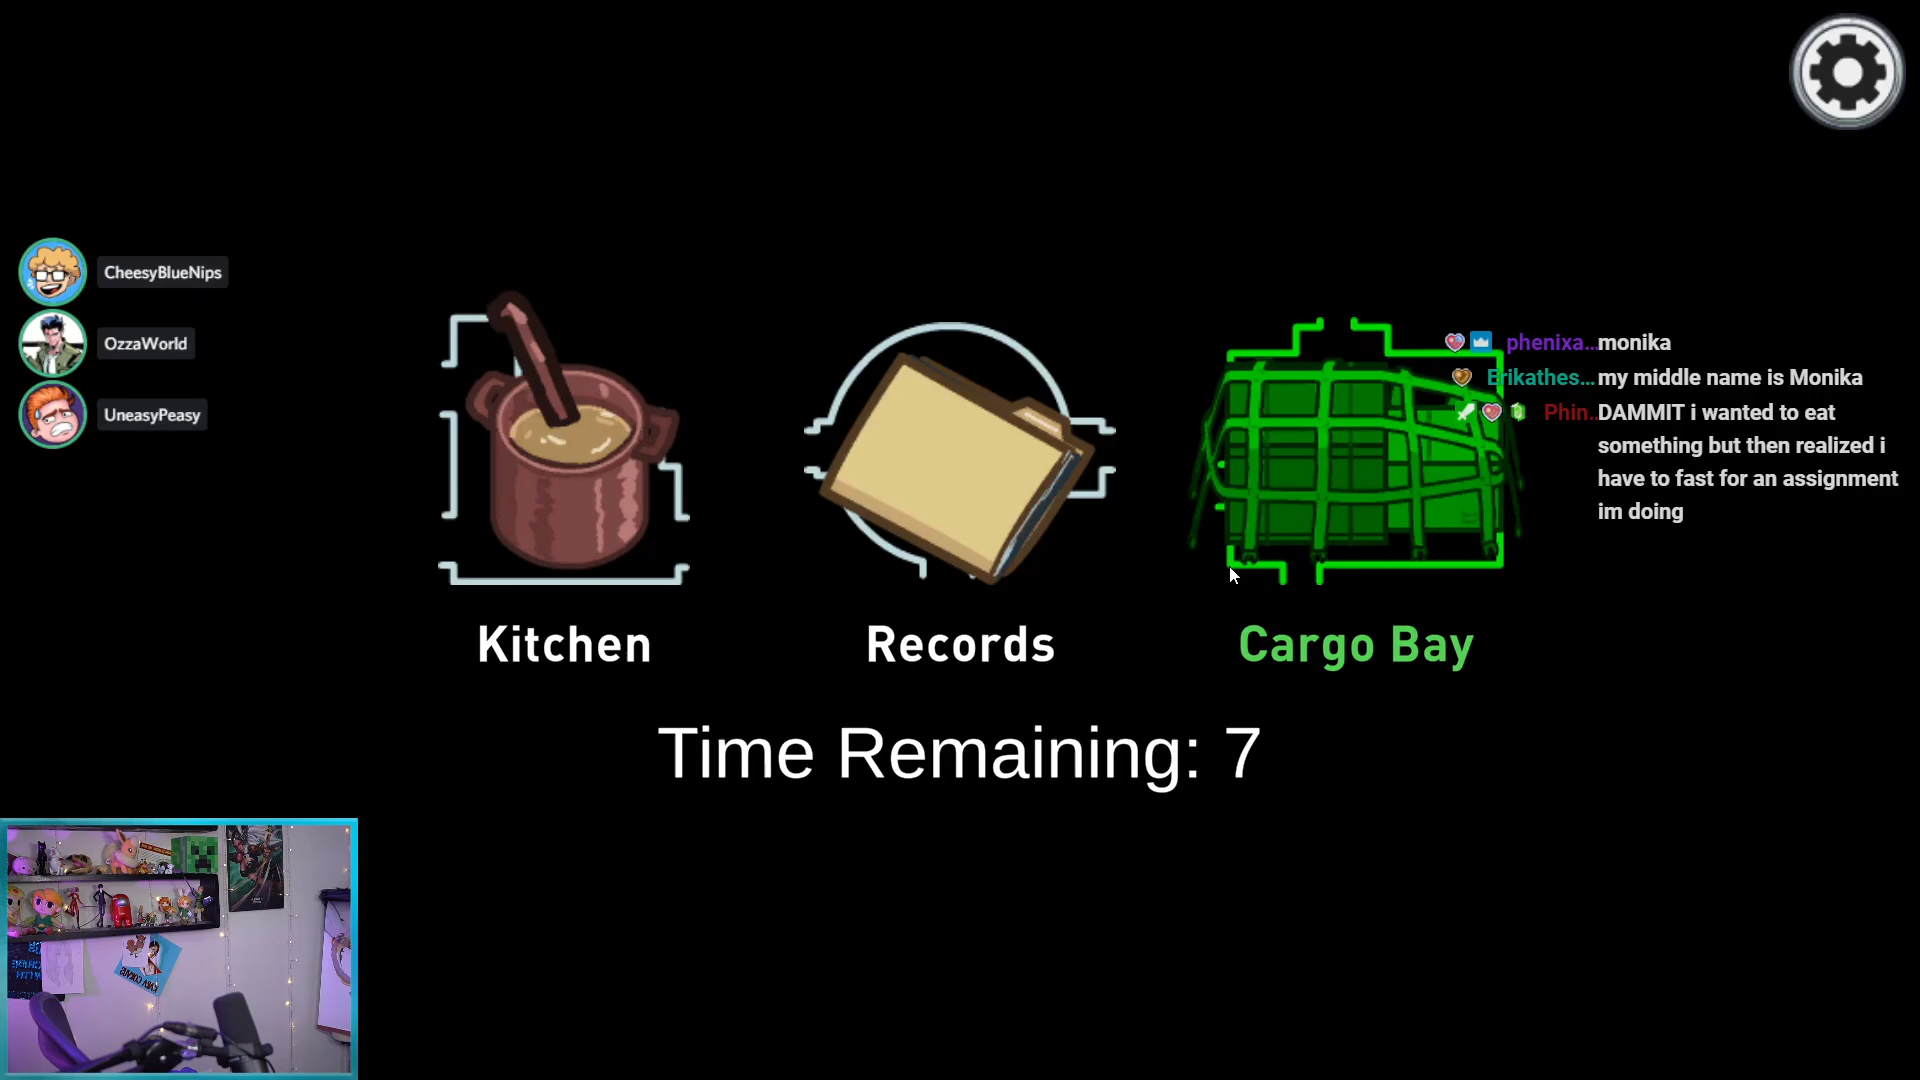 CheesyBlueNips
OzzaWorld
UneasyPeasy
Kitchen
Records
Cargo Bay
Time Remaining: 7
phenixa... monika
Erikathes... my middle name is Monika
Phin.. DAMMIT i wanted to eat
something but then realized i
have to fast for an assignment
im doing